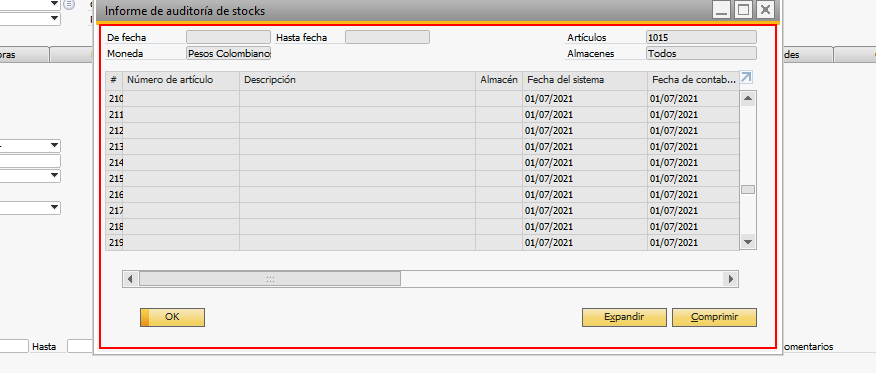 Informe de auditoría de stocks
De fecha Hasta fecha Artículos 1015
Moneda Pesos Colombianos Almacenes Todos
oras des
# Número de artículo Descripción Almacén Fecha del sistema Fecha de contab...
210 01/07/2021 01/07/2021
211 01/07/2021 01/07/2021
212 01/07/2021 01/07/2021
213 01/07/2021 01/07/2021
214 01/07/2021 01/07/2021
215 01/07/2021 01/07/2021
216 01/07/2021 01/07/2021
217 01/07/2021 01/07/2021
218 01/07/2021 01/07/2021
219 01/07/2021 01/07/2021
OK Expandir Comprimir
Hasta omentarios